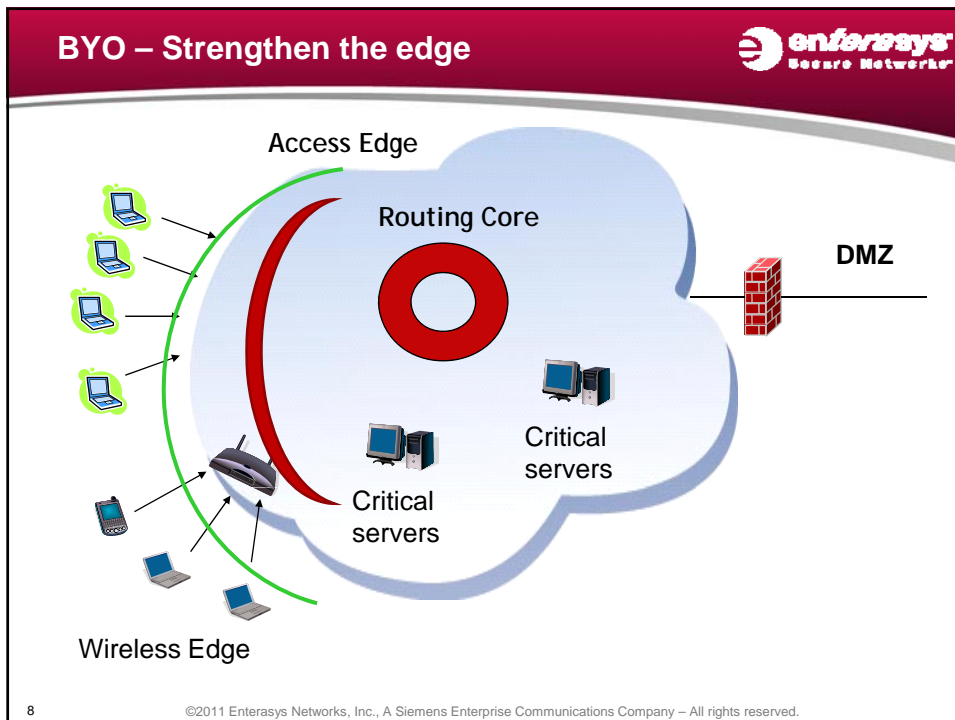 BYO – Strengthen the edge
enterasys
Secure Networks
Access Edge
Routing Core
DMZ
Critical
servers
Critical
servers
Wireless Edge
8
©2011 Enterasys Networks, Inc., A Siemens Enterprise Communications Company – All rights reserved.